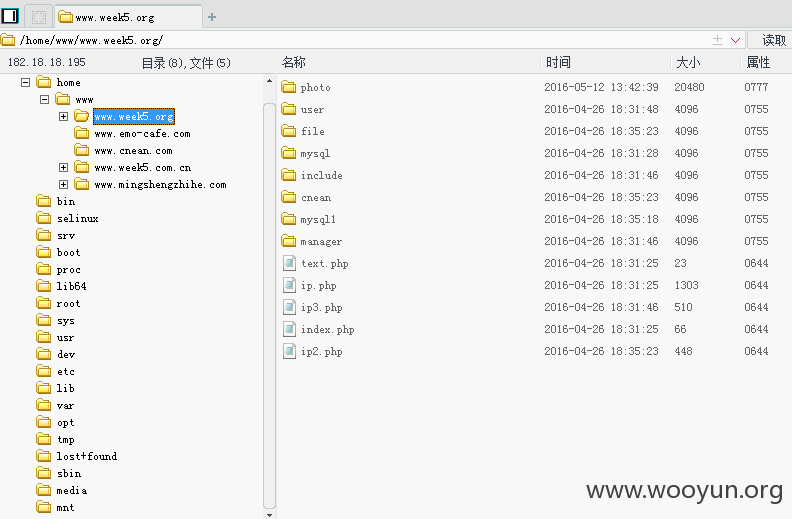 www.week5.org
/home/www/www.week5.org/ 读取
182.18.18.195 目录(8),文件(5) 名称 时间 大小 属性
home
www
www.week5.org
www.emo-cafe.com
www.cnean.com
www.week5.com.cn
www.mingshengzhihe.com
bin
selinux
srv
boot
proc
lib64
root
sys
usr
dev
etc
lib
var
opt
tmp
lost+found
sbin
media
mnt
photo 2016-05-12 13:42:39 20480 0777
user 2016-04-26 18:31:48 4096 0755
file 2016-04-26 18:35:23 4096 0755
mysql 2016-04-26 18:31:28 4096 0755
include 2016-04-26 18:31:46 4096 0755
cnean 2016-04-26 18:35:23 4096 0755
mysql1 2016-04-26 18:35:18 4096 0755
manager 2016-04-26 18:31:46 4096 0755
text.php 2016-04-26 18:31:25 23 0644
ip.php 2016-04-26 18:31:25 1303 0644
ip3.php 2016-04-26 18:31:46 510 0644
index.php 2016-04-26 18:31:25 66 0644
ip2.php 2016-04-26 18:35:23 448 0644
www.wooyun.org